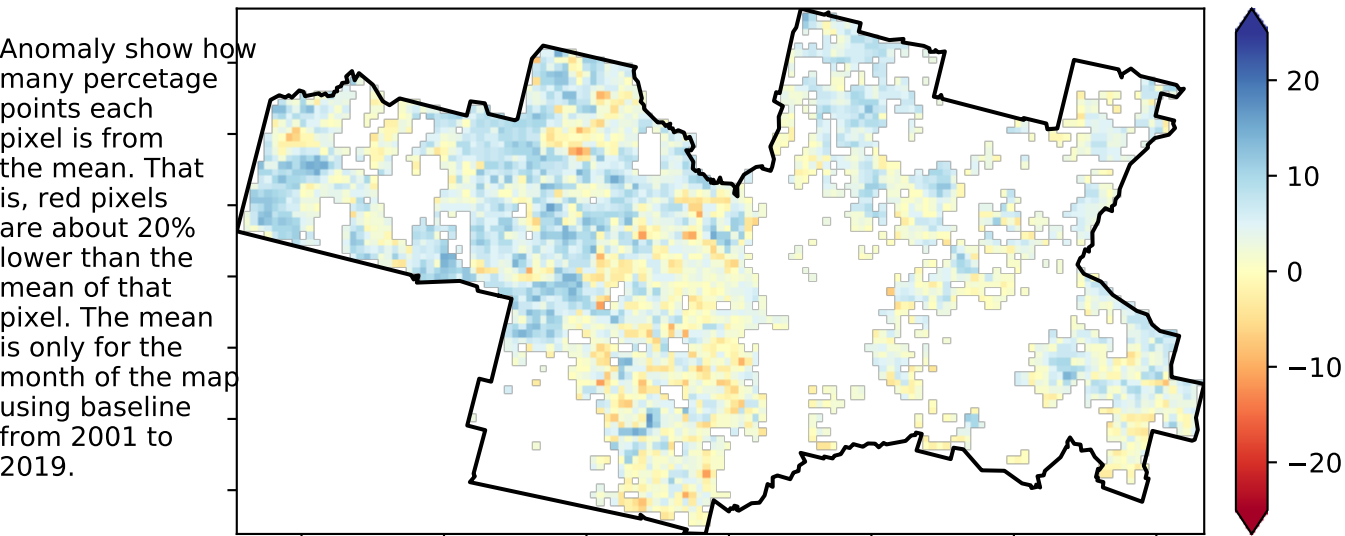 Anomaly show how
many percetage
points each
pixel is from
the mean. That
is, red pixels
are about 20%
lower than the
mean of that
pixel. The mean
is only for the
month of the map
using baseline
from 2001 to
2019.
20
10
0
−10
−20